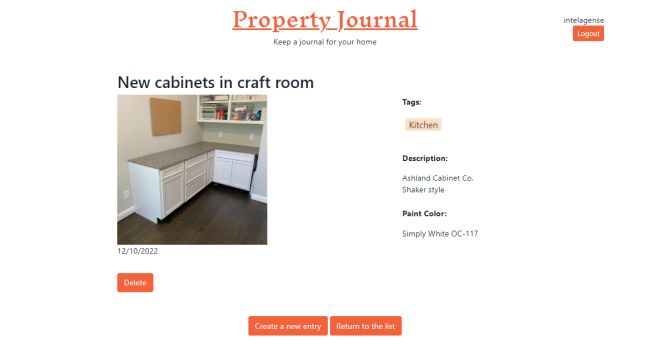 Property Journal
Keep a journal for your home
intelagense
Logout
New cabinets in craft room
12/10/2022
Delete
Tags:
Kitchen
Description:
Ashland Cabinet Co.
Shaker style
Paint Color:
Simply White OC-117
Create a new entry
Return to the list